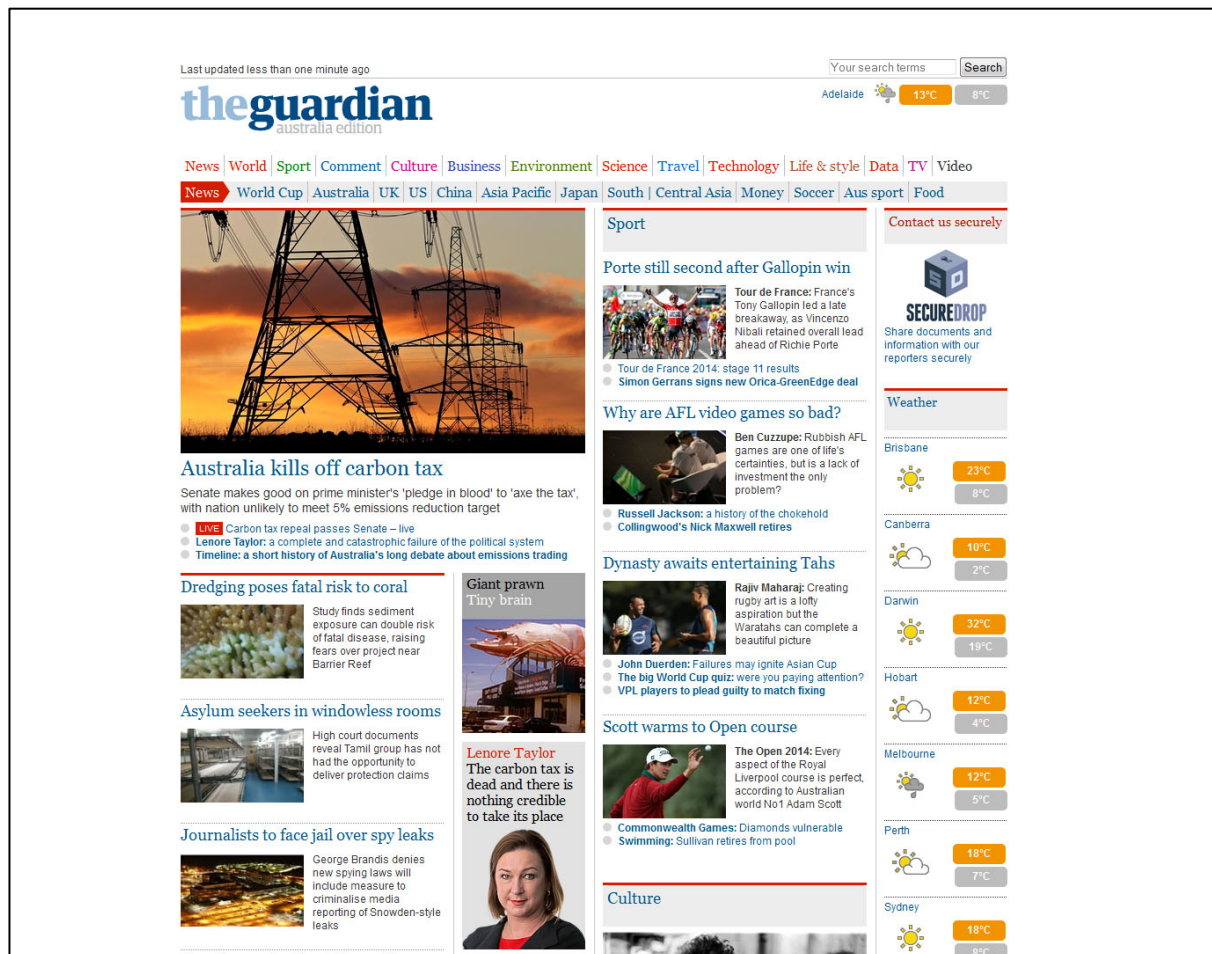 Last updated less than one minute ago
Your search terms Search
theguardian
australia edition
Adelaide 13°C 8°C
News World Sport Comment Culture Business Environment Science Travel Technology Life & style Data TV Video
News World Cup Australia UK US China Asia Pacific Japan South | Central Asia Money Soccer Aus sport Food
Australia kills off carbon tax
Senate makes good on prime minister's 'pledge in blood' to 'axe the tax',
with nation unlikely to meet 5% emissions reduction target
LIVE Carbon tax repeal passes Senate – live
Lenore Taylor: a complete and catastrophic failure of the political system
Timeline: a short history of Australia's long debate about emissions trading
Dredging poses fatal risk to coral
Study finds sediment
exposure can double risk
of fatal disease, raising
fears over project near
Barrier Reef
Asylum seekers in windowless rooms
High court documents
reveal Tamil group has not
had the opportunity to
deliver protection claims
Journalists to face jail over spy leaks
George Brandis denies
new spying laws will
include measure to
criminalise media
reporting of Snowden-style
leaks
Giant prawn
Tiny brain
Lenore Taylor
The carbon tax is
dead and there is
nothing credible
to take its place
Sport
Porte still second after Gallopin win
Tour de France: France's
Tony Gallopin led a late
breakaway, as Vincenzo
Nibali retained overall lead
ahead of Richie Porte
Tour de France 2014: stage 11 results
Simon Gerrans signs new Orica-GreenEdge deal
Why are AFL video games so bad?
Ben Cuzzupe: Rubbish AFL
games are one of life's
certainties, but is a lack of
investment the only
problem?
Russell Jackson: a history of the chokehold
Collingwood's Nick Maxwell retires
Dynasty awaits entertaining Tahs
Rajiv Maharaj: Creating
rugby art is a lofty
aspiration but the
Waratahs can complete a
beautiful picture
John Duerden: Failures may ignite Asian Cup
The big World Cup quiz: were you paying attention?
VPL players to plead guilty to match fixing
Scott warms to Open course
The Open 2014: Every
aspect of the Royal
Liverpool course is perfect,
according to Australian
world No1 Adam Scott
Commonwealth Games: Diamonds vulnerable
Swimming: Sullivan retires from pool
Culture
Contact us securely
SD
SECUREDROP
Share documents and
information with our
reporters securely
Weather
Brisbane
23°C
8°C
Canberra
10°C
2°C
Darwin
32°C
19°C
Hobart
12°C
4°C
Melbourne
12°C
5°C
Perth
18°C
7°C
Sydney
18°C